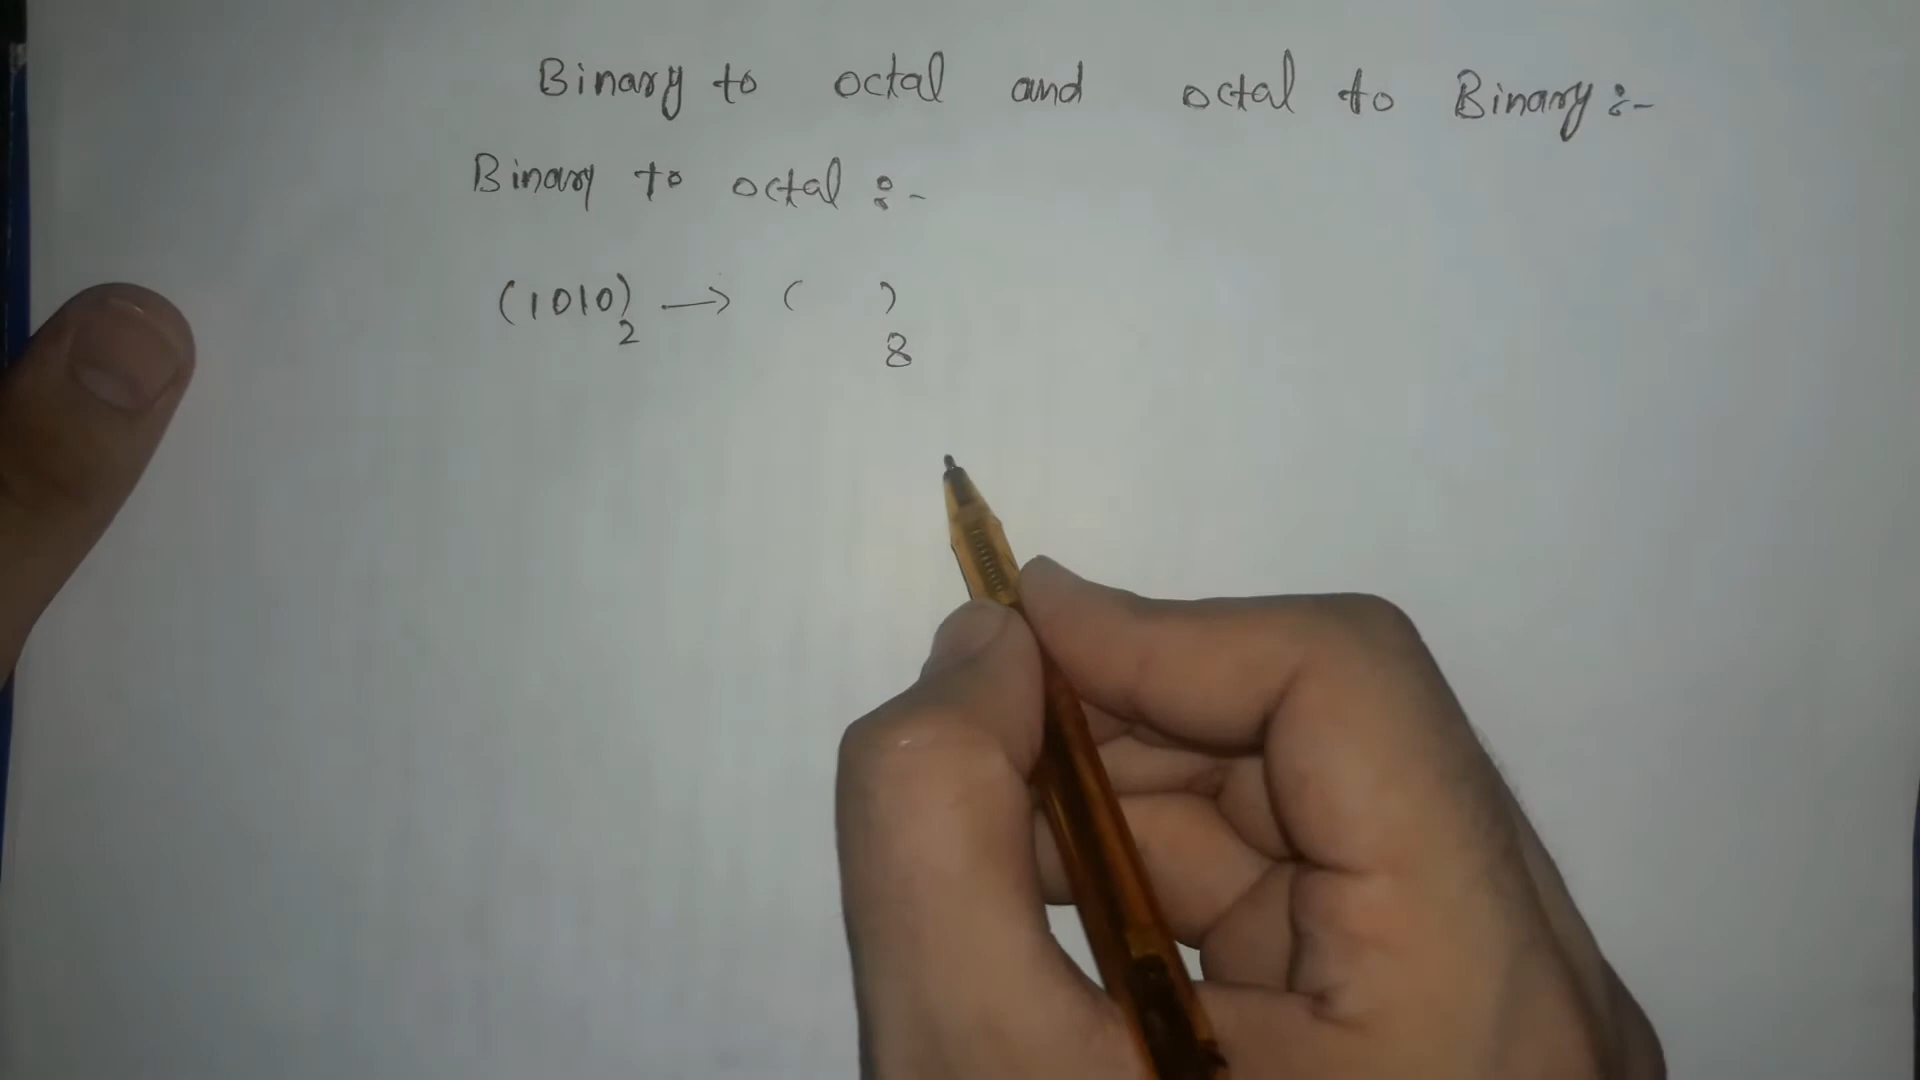 Binary to octal and octal to Binary :-
Binary to octal :-
(1010)₂ → ( )₈